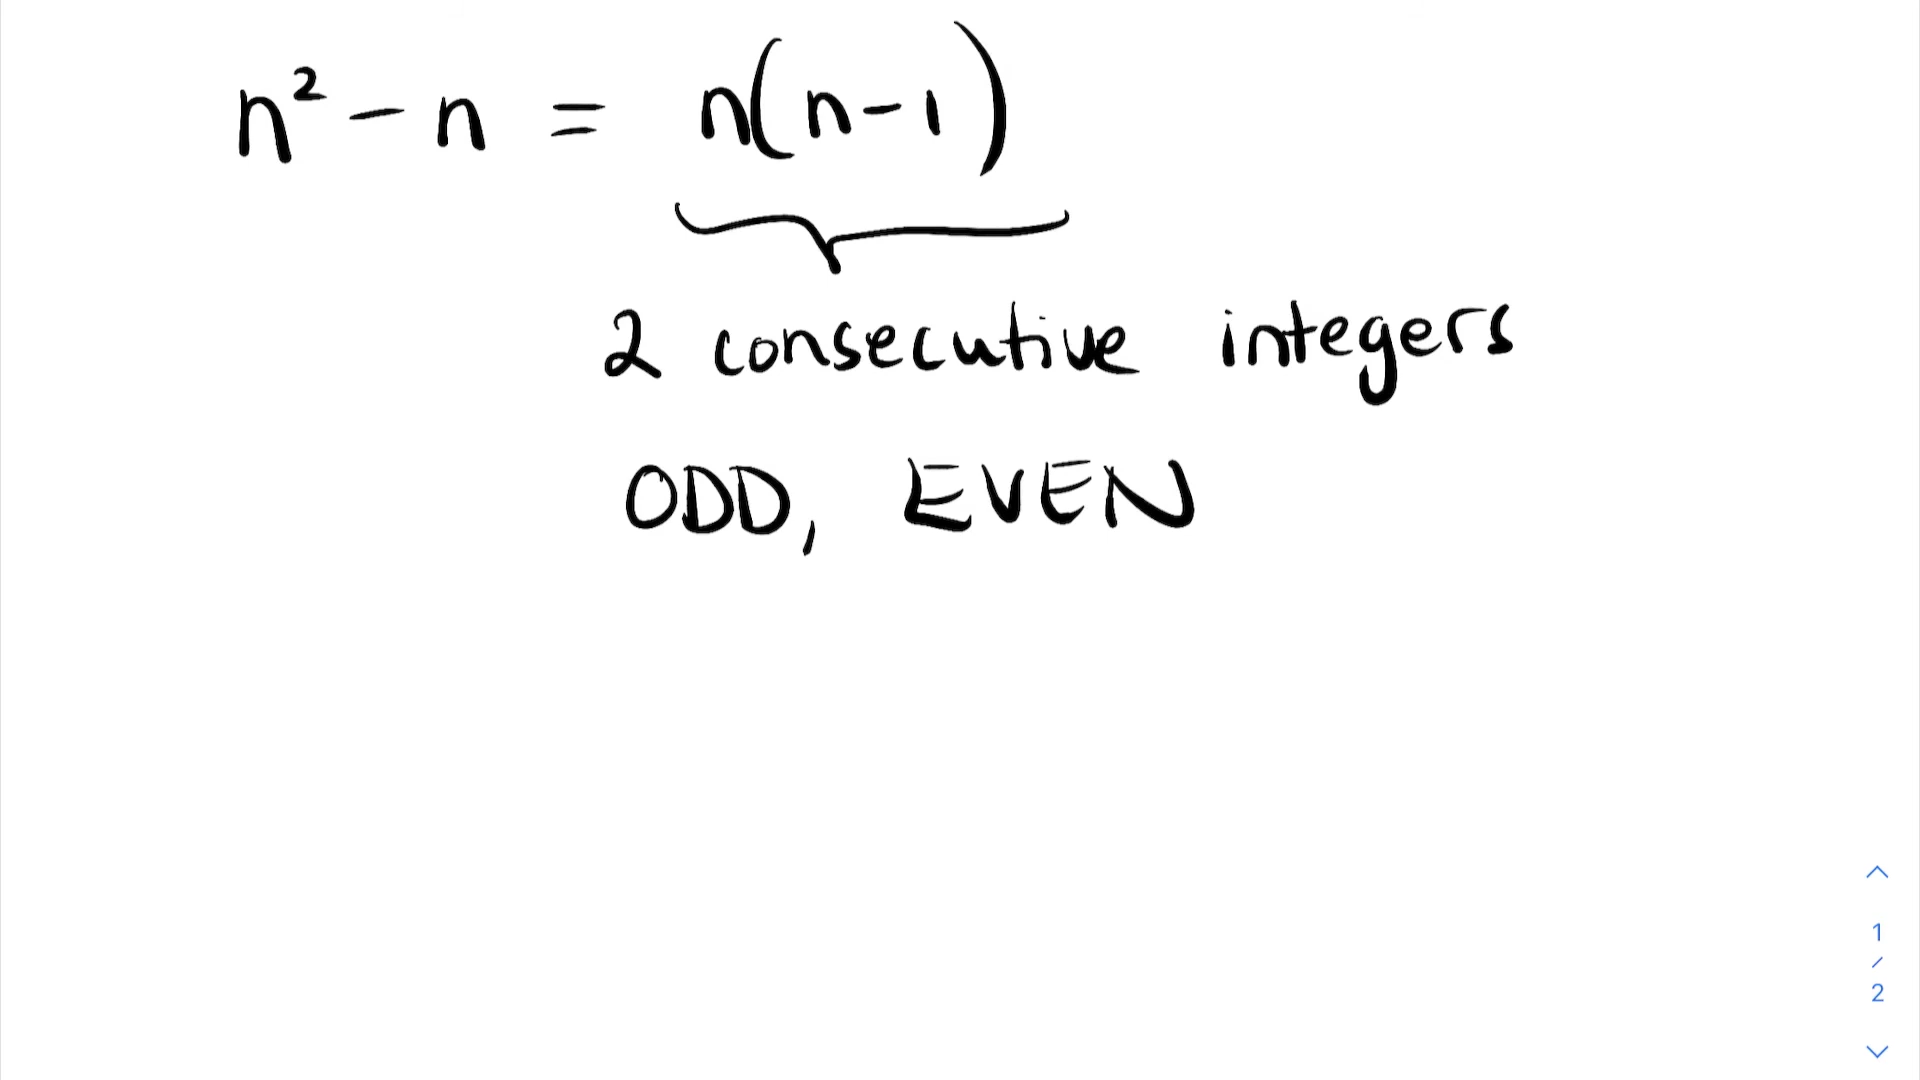 n² - n = n(n-1)
2 consecutive integers
ODD, EVEN
1
/
2